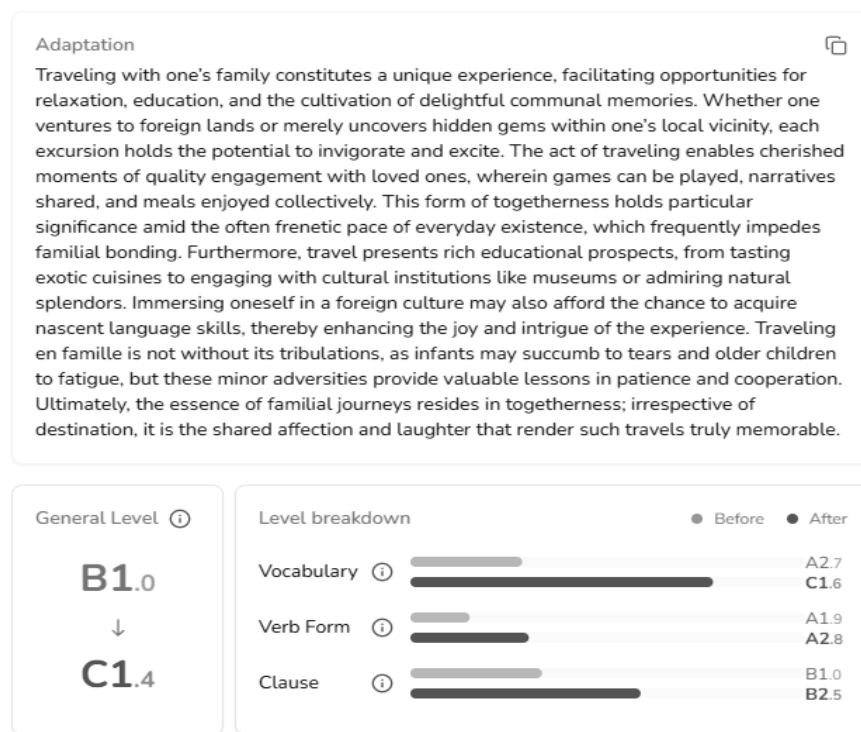 Adaptation
Traveling with one's family constitutes a unique experience, facilitating opportunities for
relaxation, education, and the cultivation of delightful communal memories. Whether one
ventures to foreign lands or merely uncovers hidden gems within one's local vicinity, each
excursion holds the potential to invigorate and excite. The act of traveling enables cherished
moments of quality engagement with loved ones, wherein games can be played, narratives
shared, and meals enjoyed collectively. This form of togetherness holds particular
significance amid the often frenetic pace of everyday existence, which frequently impedes
familial bonding. Furthermore, travel presents rich educational prospects, from tasting
exotic cuisines to engaging with cultural institutions like museums or admiring natural
splendors. Immersing oneself in a foreign culture may also afford the chance to acquire
nascent language skills, thereby enhancing the joy and intrigue of the experience. Traveling
en famille is not without its tribulations, as infants may succumb to tears and older children
to fatigue, but these minor adversities provide valuable lessons in patience and cooperation.
Ultimately, the essence of familial journeys resides in togetherness; irrespective of
destination, it is the shared affection and laughter that render such travels truly memorable.
General Level
B1.0
↓
C1.4
Level breakdown
Before After
Vocabulary A2.7
C1.6
Verb Form A1.9
A2.8
Clause B1.0
B2.5